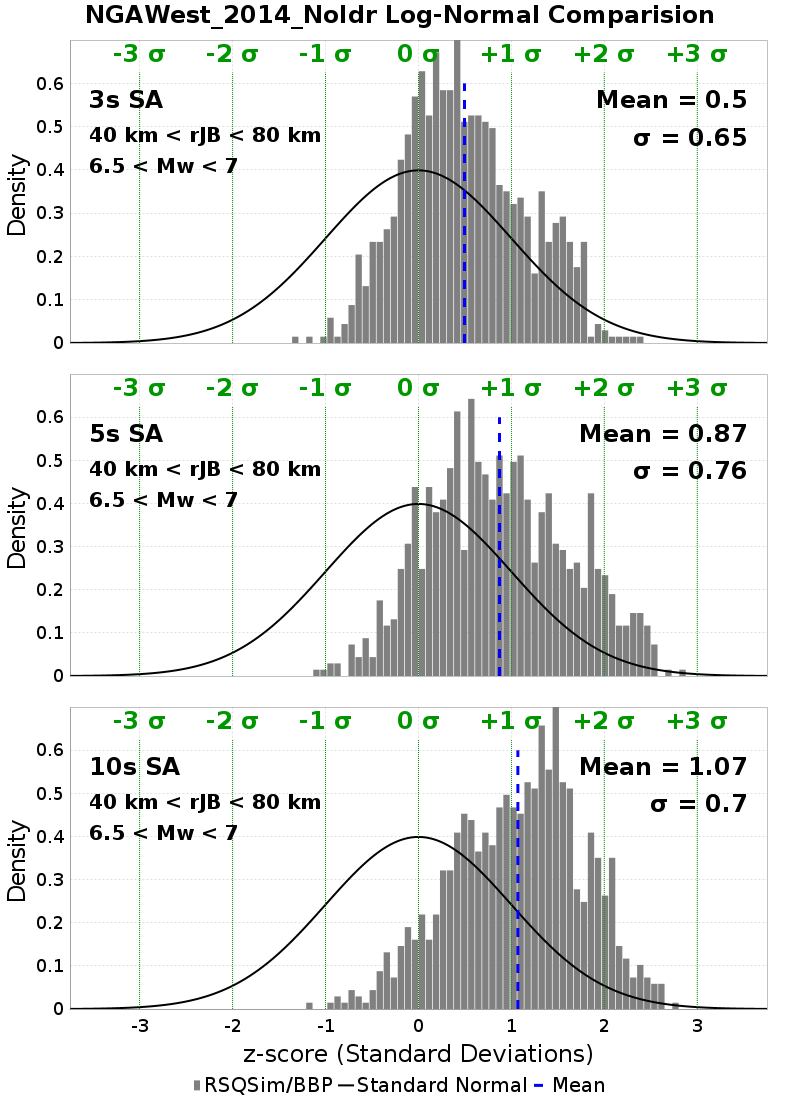 NGAWest_2014_NoIdr Log-Normal Comparision
-3 σ -2 σ -1 σ 0 σ +1 σ +2 σ +3 σ
3s SA
Mean = 0.5
40 km < rJB < 80 km
σ = 0.65
6.5 < Mw < 7
Density
0.6
0.5
0.4
0.3
0.2
0.1
0
-3 σ -2 σ -1 σ 0 σ +1 σ +2 σ +3 σ
5s SA
Mean = 0.87
40 km < rJB < 80 km
σ = 0.76
6.5 < Mw < 7
Density
0.6
0.5
0.4
0.3
0.2
0.1
0
-3 σ -2 σ -1 σ 0 σ +1 σ +2 σ +3 σ
10s SA
Mean = 1.07
40 km < rJB < 80 km
σ = 0.7
6.5 < Mw < 7
Density
0.6
0.5
0.4
0.3
0.2
0.1
0
-3 -2 -1 0 1 2 3
z-score (Standard Deviations)
RSQSim/BBP Standard Normal Mean